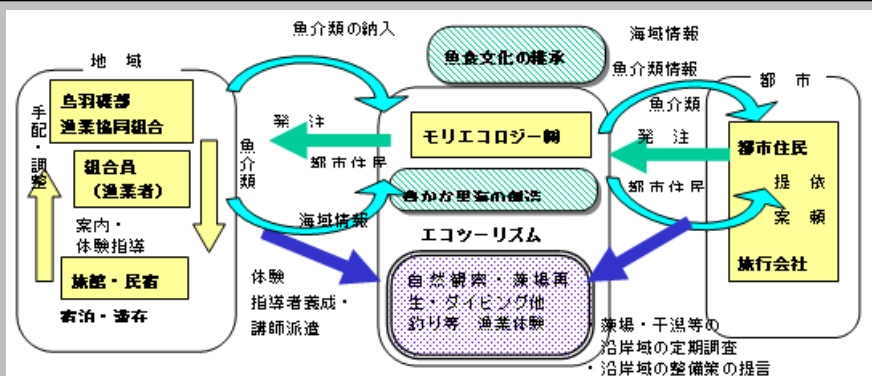 魚介類の納入
海域情報
魚食文化の継承
地　域
魚介類情報
都　市
魚介類
鳥羽磯部
漁業協同組合
手配・調整
発　注
魚介類
モリエコロジー㈱
発　注
都市住民
都市住民
組合員
（漁業者）
提　依
案　頼
都市住民
豊かな里海の創造
海域情報
案内・
体験指導
エコツーリズム
旅行会社
旅館・民宿
宿泊・滞在
体験
指導者養成・
講師派遣
自然観察・藻場再
生・ダイビング他
釣り等　漁業体験
・藻場・干潟等の
沿岸域の定期調査
・沿岸域の整備策の提言